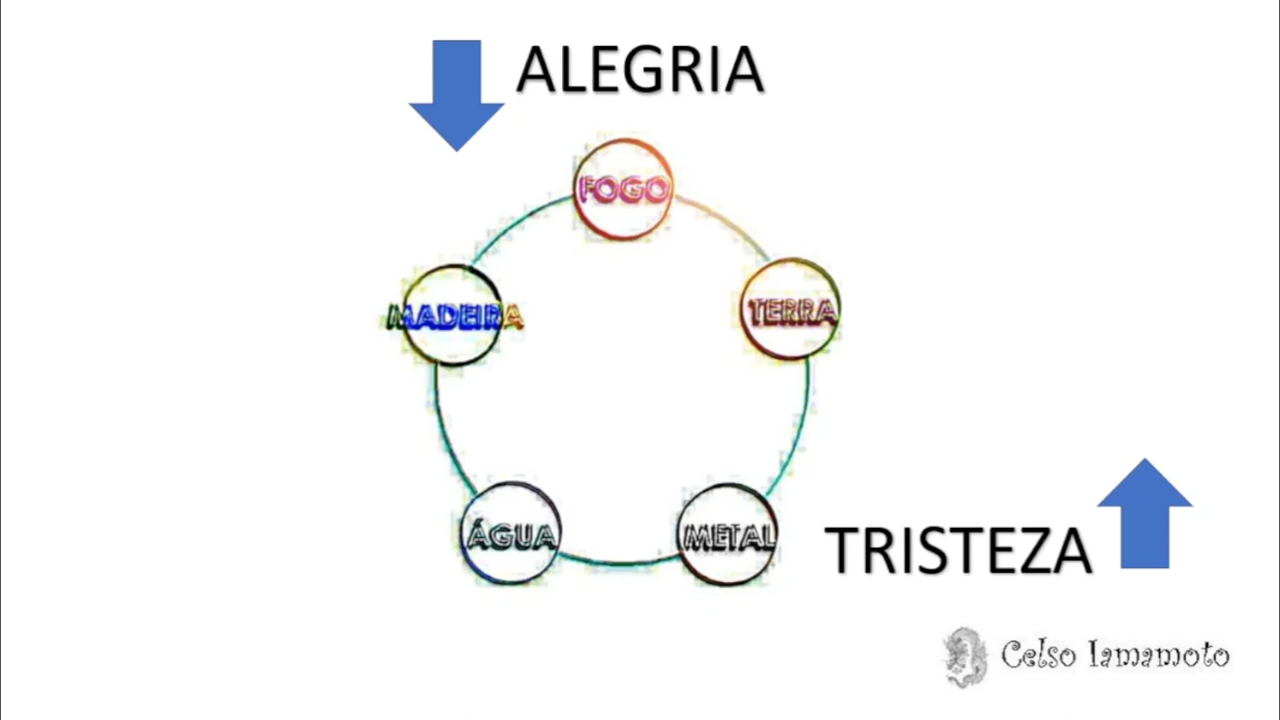 ALEGRIA
FOGO
MADEIRA
TERRA
ÁGUA
METAL
TRISTEZA
Celso Iamamoto